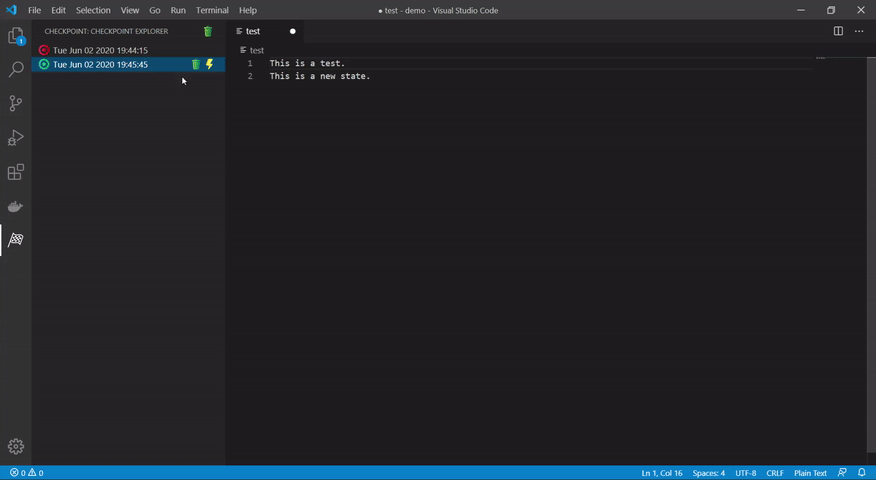 File Edit Selection View Go Run Terminal Help
● test - demo - Visual Studio Code
CHECKPOINT: CHECKPOINT EXPLORER
Tue Jun 02 2020 19:44:15
Tue Jun 02 2020 19:45:45
1
test
test
1 This is a test.
2 This is a new state.
0 0
Ln 1, Col 16 Spaces: 4 UTF-8 CRLF Plain Text